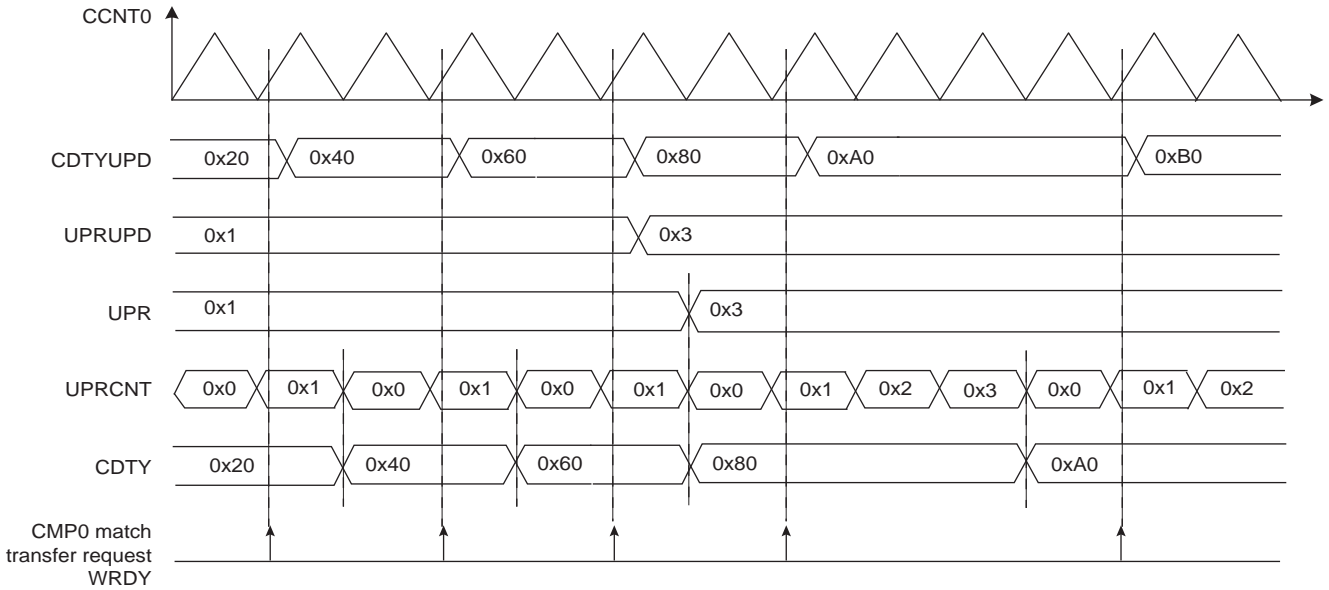 CCNT0
CDTYUPD 0x20 0x40 0x60 0x80 0xA0 0xB0
UPRUPD 0x1 0x3
UPR 0x1 0x3
UPRCNT 0x0 0x1 0x0 0x1 0x0 0x1 0x0 0x1 0x2 0x3 0x0 0x1 0x2
CDTY 0x20 0x40 0x60 0x80 0xA0
CMP0 match
transfer request
WRDY